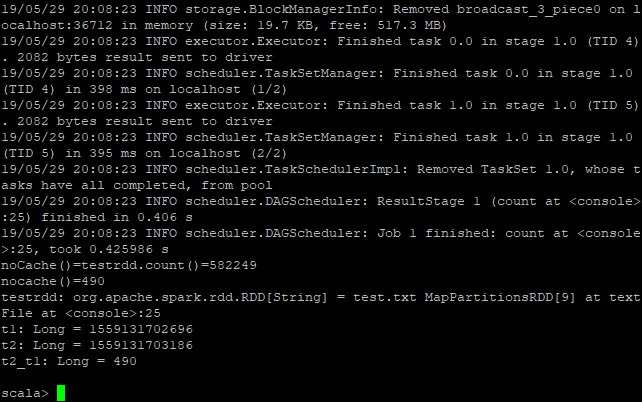 19/05/29 20:08:23 INFO storage.BlockManagerInfo: Removed broadcast_3_piece0 on l
ocalhost:36712 in memory (size: 19.7 KB, free: 517.3 MB)
19/05/29 20:08:23 INFO executor.Executor: Finished task 0.0 in stage 1.0 (TID 4)
. 2082 bytes result sent to driver
19/05/29 20:08:23 INFO scheduler.TaskSetManager: Finished task 0.0 in stage 1.0
(TID 4) in 398 ms on localhost (1/2)
19/05/29 20:08:23 INFO executor.Executor: Finished task 1.0 in stage 1.0 (TID 5)
. 2082 bytes result sent to driver
19/05/29 20:08:23 INFO scheduler.TaskSetManager: Finished task 1.0 in stage 1.0
(TID 5) in 395 ms on localhost (2/2)
19/05/29 20:08:23 INFO scheduler.TaskSchedulerImpl: Removed TaskSet 1.0, whose t
asks have all completed, from pool
19/05/29 20:08:23 INFO scheduler.DAGScheduler: ResultStage 1 (count at <console>
:25) finished in 0.406 s
19/05/29 20:08:23 INFO scheduler.DAGScheduler: Job 1 finished: count at <console
>:25, took 0.425986 s
noCache()=testrdd.count()=582249
nocache()=490
testrdd: org.apache.spark.rdd.RDD[String] = test.txt MapPartitionsRDD[9] at text
File at <console>:25
t1: Long = 1559131702696
t2: Long = 1559131703186
t2_t1: Long = 490
scala>